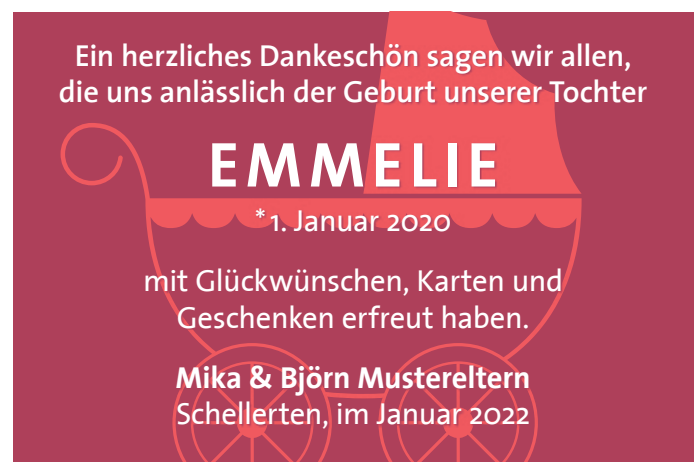 Ein herzliches Dankeschön sagen wir allen,
die uns anlässlich der Geburt unserer Tochter
EMMELIE
* 1. Januar 2020
mit Glückwünschen, Karten und
Geschenken erfreut haben.
Mika & Björn Mustereltern
Schellerten, im Januar 2022